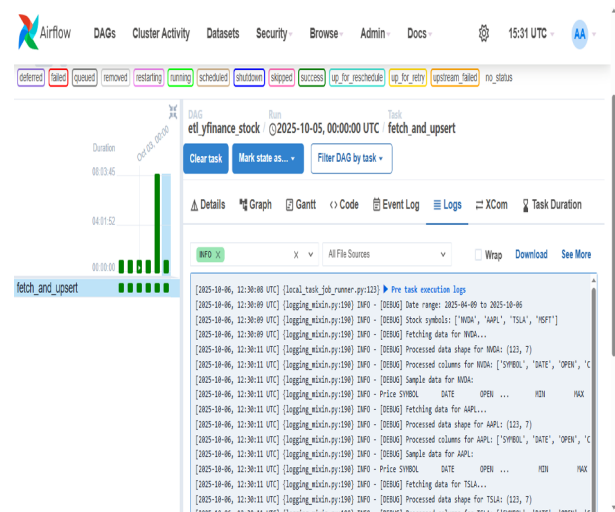 Airflow DAGs Cluster Activity Datasets Security Browse Admin Docs 15:31 UTC AA
deferred failed queued removed restarting running scheduled shutdown skipped success up_for_reschedule up_for_retry upstream_failed no_status
DAG Run Task
etl_yfinance_stock / 2025-10-05, 00:00:00 UTC / fetch_and_upsert
Oct 03, 00:00
Duration
08:03:45
04:01:52
00:00:00
fetch_and_upsert
Clear task Mark state as... Filter DAG by task
Details Graph Gantt <> Code Event Log Logs XCom Task Duration
INFO X X All File Sources Wrap Download See More
[2025-10-06, 12:30:08 UTC] {local_task_job_runner.py:123} ▶ Pre task execution logs
[2025-10-06, 12:30:09 UTC] {logging_mixin.py:190} INFO - [DEBUG] Date range: 2025-04-09 to 2025-10-06
[2025-10-06, 12:30:09 UTC] {logging_mixin.py:190} INFO - [DEBUG] Stock symbols: ['NVDA', 'AAPL', 'TSLA', 'MSFT']
[2025-10-06, 12:30:09 UTC] {logging_mixin.py:190} INFO - [DEBUG] Fetching data for NVDA...
[2025-10-06, 12:30:11 UTC] {logging_mixin.py:190} INFO - [DEBUG] Processed data shape for NVDA: (123, 7)
[2025-10-06, 12:30:11 UTC] {logging_mixin.py:190} INFO - [DEBUG] Processed columns for NVDA: ['SYMBOL', 'DATE', 'OPEN', 'C
[2025-10-06, 12:30:11 UTC] {logging_mixin.py:190} INFO - [DEBUG] Sample data for NVDA:
[2025-10-06, 12:30:11 UTC] {logging_mixin.py:190} INFO - Price SYMBOL DATE OPEN ... MIN MAX
[2025-10-06, 12:30:11 UTC] {logging_mixin.py:190} INFO - [DEBUG] Fetching data for AAPL...
[2025-10-06, 12:30:11 UTC] {logging_mixin.py:190} INFO - [DEBUG] Processed data shape for AAPL: (123, 7)
[2025-10-06, 12:30:11 UTC] {logging_mixin.py:190} INFO - [DEBUG] Processed columns for AAPL: ['SYMBOL', 'DATE', 'OPEN', 'C
[2025-10-06, 12:30:11 UTC] {logging_mixin.py:190} INFO - [DEBUG] Sample data for AAPL:
[2025-10-06, 12:30:11 UTC] {logging_mixin.py:190} INFO - Price SYMBOL DATE OPEN ... MIN MAX
[2025-10-06, 12:30:11 UTC] {logging_mixin.py:190} INFO - [DEBUG] Fetching data for TSLA...
[2025-10-06, 12:30:11 UTC] {logging_mixin.py:190} INFO - [DEBUG] Processed data shape for TSLA: (123, 7)